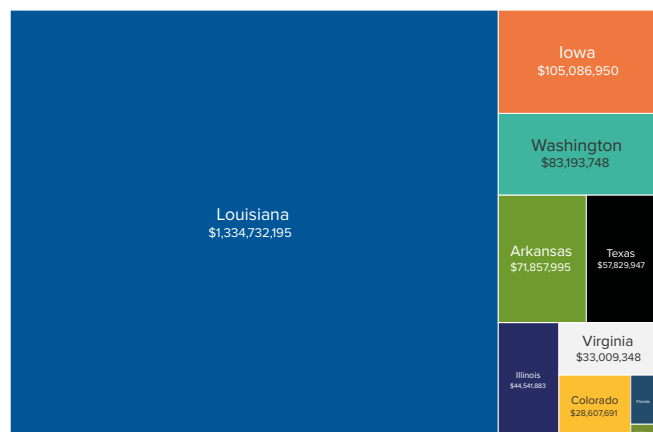 Louisiana
$1,334,732,195
Iowa
$105,086,950
Washington
$83,193,748
Arkansas
$71,857,995
Texas
$57,829,947
Illinois
$44,541,883
Virginia
$33,009,348
Colorado
$28,607,691
Florida